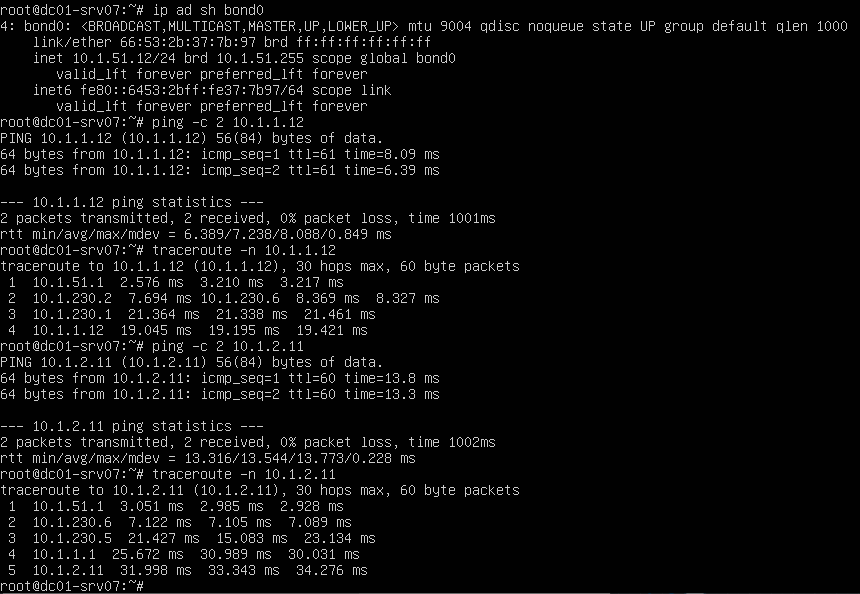 root@dc01-srv07:~# ip ad sh bond0
4: bond0: <BROADCAST,MULTICAST,MASTER,UP,LOWER_UP> mtu 9004 qdisc noqueue state UP group default qlen 1000
    link/ether 66:53:2b:37:7b:97 brd ff:ff:ff:ff:ff:ff
    inet 10.1.51.12/24 brd 10.1.51.255 scope global bond0
       valid_lft forever preferred_lft forever
    inet6 fe80::6453:2bff:fe37:7b97/64 scope link
       valid_lft forever preferred_lft forever
root@dc01-srv07:~# ping -c 2 10.1.1.12
PING 10.1.1.12 (10.1.1.12) 56(84) bytes of data.
64 bytes from 10.1.1.12: icmp_seq=1 ttl=61 time=8.09 ms
64 bytes from 10.1.1.12: icmp_seq=2 ttl=61 time=6.39 ms

--- 10.1.1.12 ping statistics ---
2 packets transmitted, 2 received, 0% packet loss, time 1001ms
rtt min/avg/max/mdev = 6.389/7.238/8.088/0.849 ms
root@dc01-srv07:~# traceroute -n 10.1.1.12
traceroute to 10.1.1.12 (10.1.1.12), 30 hops max, 60 byte packets
 1  10.1.51.1  2.576 ms  3.210 ms  3.217 ms
 2  10.1.230.2  7.694 ms 10.1.230.6  8.369 ms  8.327 ms
 3  10.1.230.1  21.364 ms  21.338 ms  21.461 ms
 4  10.1.1.12  19.045 ms  19.195 ms  19.421 ms
root@dc01-srv07:~# ping -c 2 10.1.2.11
PING 10.1.2.11 (10.1.2.11) 56(84) bytes of data.
64 bytes from 10.1.2.11: icmp_seq=1 ttl=60 time=13.8 ms
64 bytes from 10.1.2.11: icmp_seq=2 ttl=60 time=13.3 ms

--- 10.1.2.11 ping statistics ---
2 packets transmitted, 2 received, 0% packet loss, time 1002ms
rtt min/avg/max/mdev = 13.316/13.544/13.773/0.228 ms
root@dc01-srv07:~# traceroute -n 10.1.2.11
traceroute to 10.1.2.11 (10.1.2.11), 30 hops max, 60 byte packets
 1  10.1.51.1  3.051 ms  2.985 ms  2.928 ms
 2  10.1.230.6  7.122 ms  7.105 ms  7.089 ms
 3  10.1.230.5  21.427 ms  15.083 ms  23.134 ms
 4  10.1.1.1  25.672 ms  30.989 ms  30.031 ms
 5  10.1.2.11  31.998 ms  33.343 ms  34.276 ms
root@dc01-srv07:~#